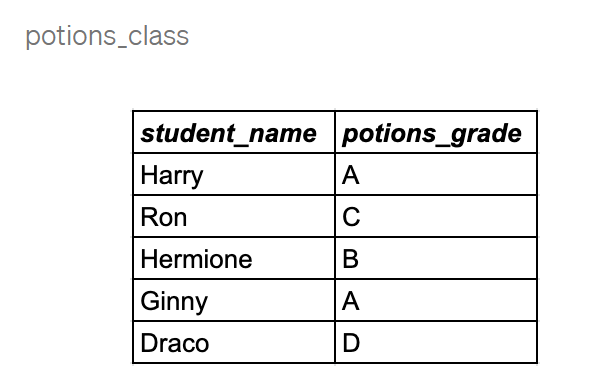 potions_class
student_name potions_grade
Harry A
Ron C
Hermione B
Ginny A
Draco D